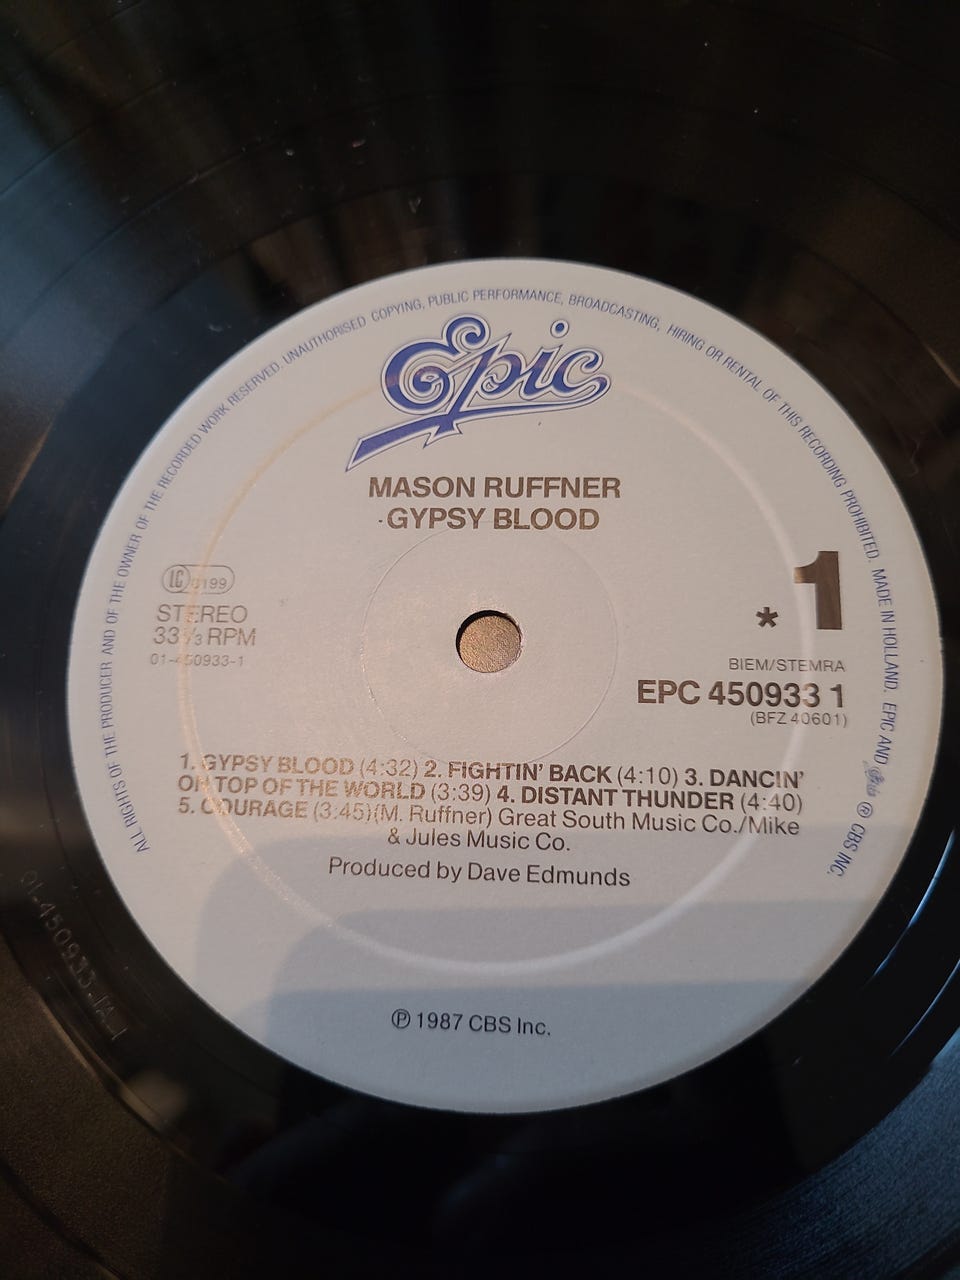 ALL RIGHTS OF THE PRODUCER AND OF THE OWNER OF THE RECORDED WORK RESERVED. UNAUTHORISED COPYING, PUBLIC PERFORMANCE, BROADCASTING, HIRING OR RENTAL OF THIS RECORDING PROHIBITED. MADE IN HOLLAND. EPIC AND Epic ® CBS INC.
Epic
MASON RUFFNER
GYPSY BLOOD
LC 0199
STEREO
33⅓ RPM
01-450933-1
* 1
BIEM/STEMRA
EPC 450933 1
(BFZ 40601)
1. GYPSY BLOOD (4:32) 2. FIGHTIN' BACK (4:10) 3. DANCIN'
ON TOP OF THE WORLD (3:39) 4. DISTANT THUNDER (4:40)
5. COURAGE (3:45) (M. Ruffner) Great South Music Co./Mike
& Jules Music Co.
Produced by Dave Edmunds
℗ 1987 CBS Inc.